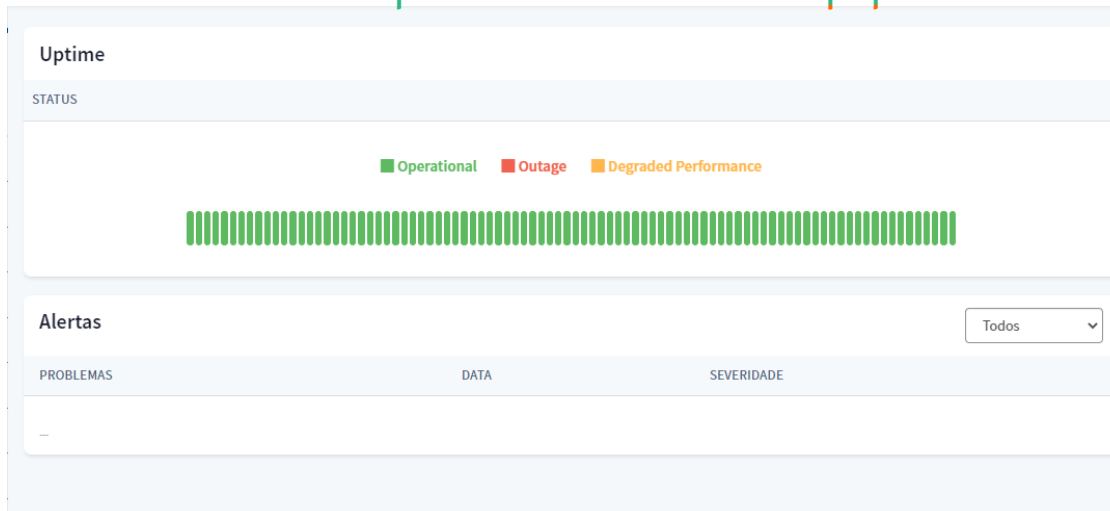 Uptime
STATUS
Operational Outage Degraded Performance
Alertas
Todos
PROBLEMAS DATA SEVERIDADE
_